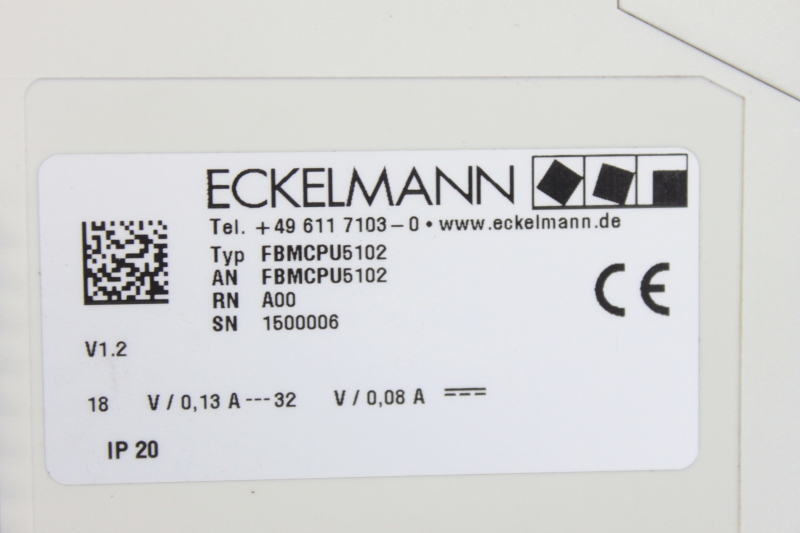 ECKELMANN
Tel. +49 611 7103-0 • www.eckelmann.de
Typ FBMCPU5102
AN FBMCPU5102
RN A00
SN 1500006
CE
V1.2
18 V / 0,13 A --- 32 V / 0,08 A ⎓
IP 20